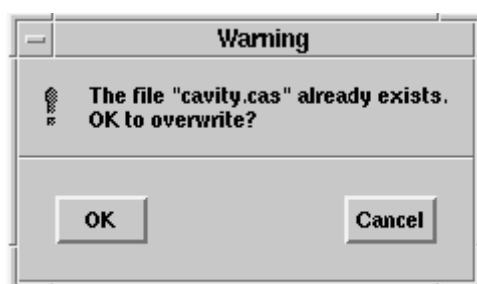 Warning
The file "cavity.cas" already exists.
OK to overwrite?
OK
Cancel